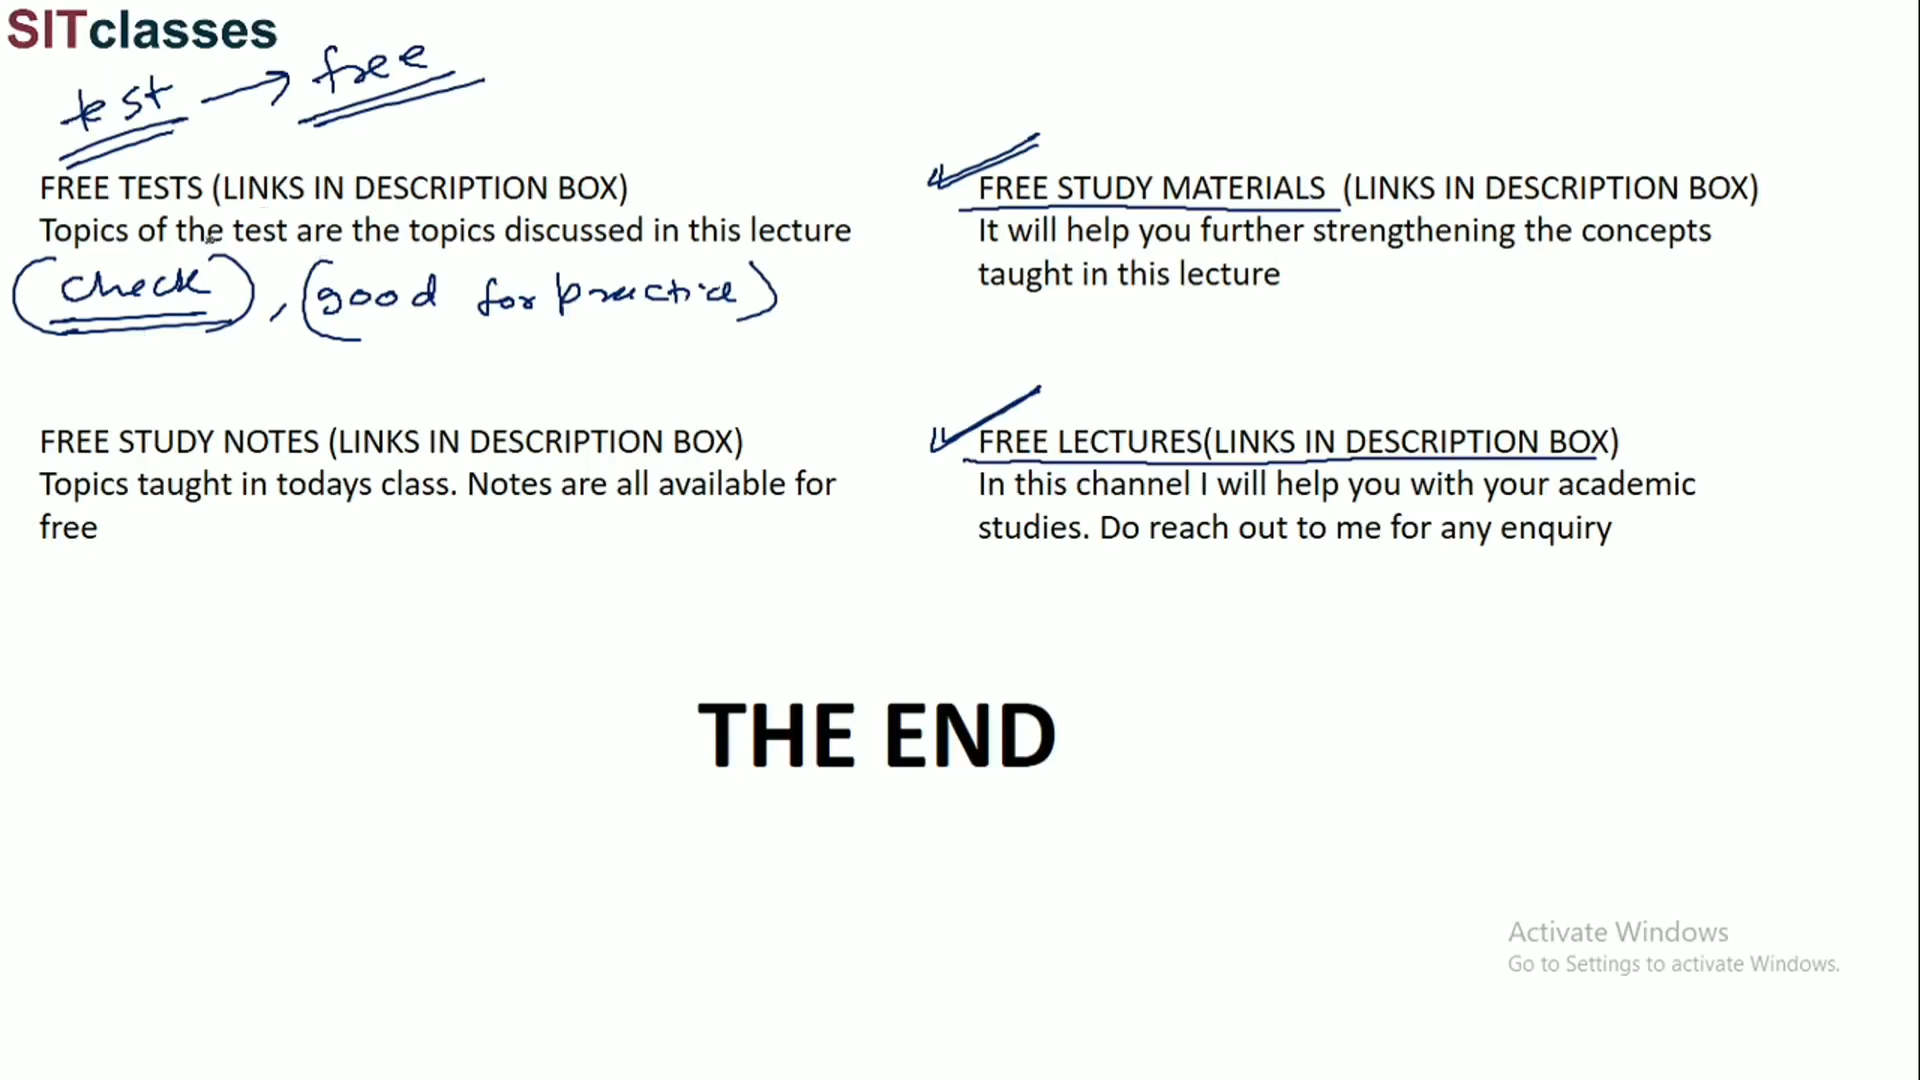 SITclasses
test → free
FREE TESTS (LINKS IN DESCRIPTION BOX)
Topics of the test are the topics discussed in this lecture
(check), (good for practice)
FREE STUDY MATERIALS (LINKS IN DESCRIPTION BOX)
It will help you further strengthening the concepts
taught in this lecture
FREE STUDY NOTES (LINKS IN DESCRIPTION BOX)
Topics taught in todays class. Notes are all available for
free
FREE LECTURES(LINKS IN DESCRIPTION BOX)
In this channel I will help you with your academic
studies. Do reach out to me for any enquiry
THE END
Activate Windows
Go to Settings to activate Windows.